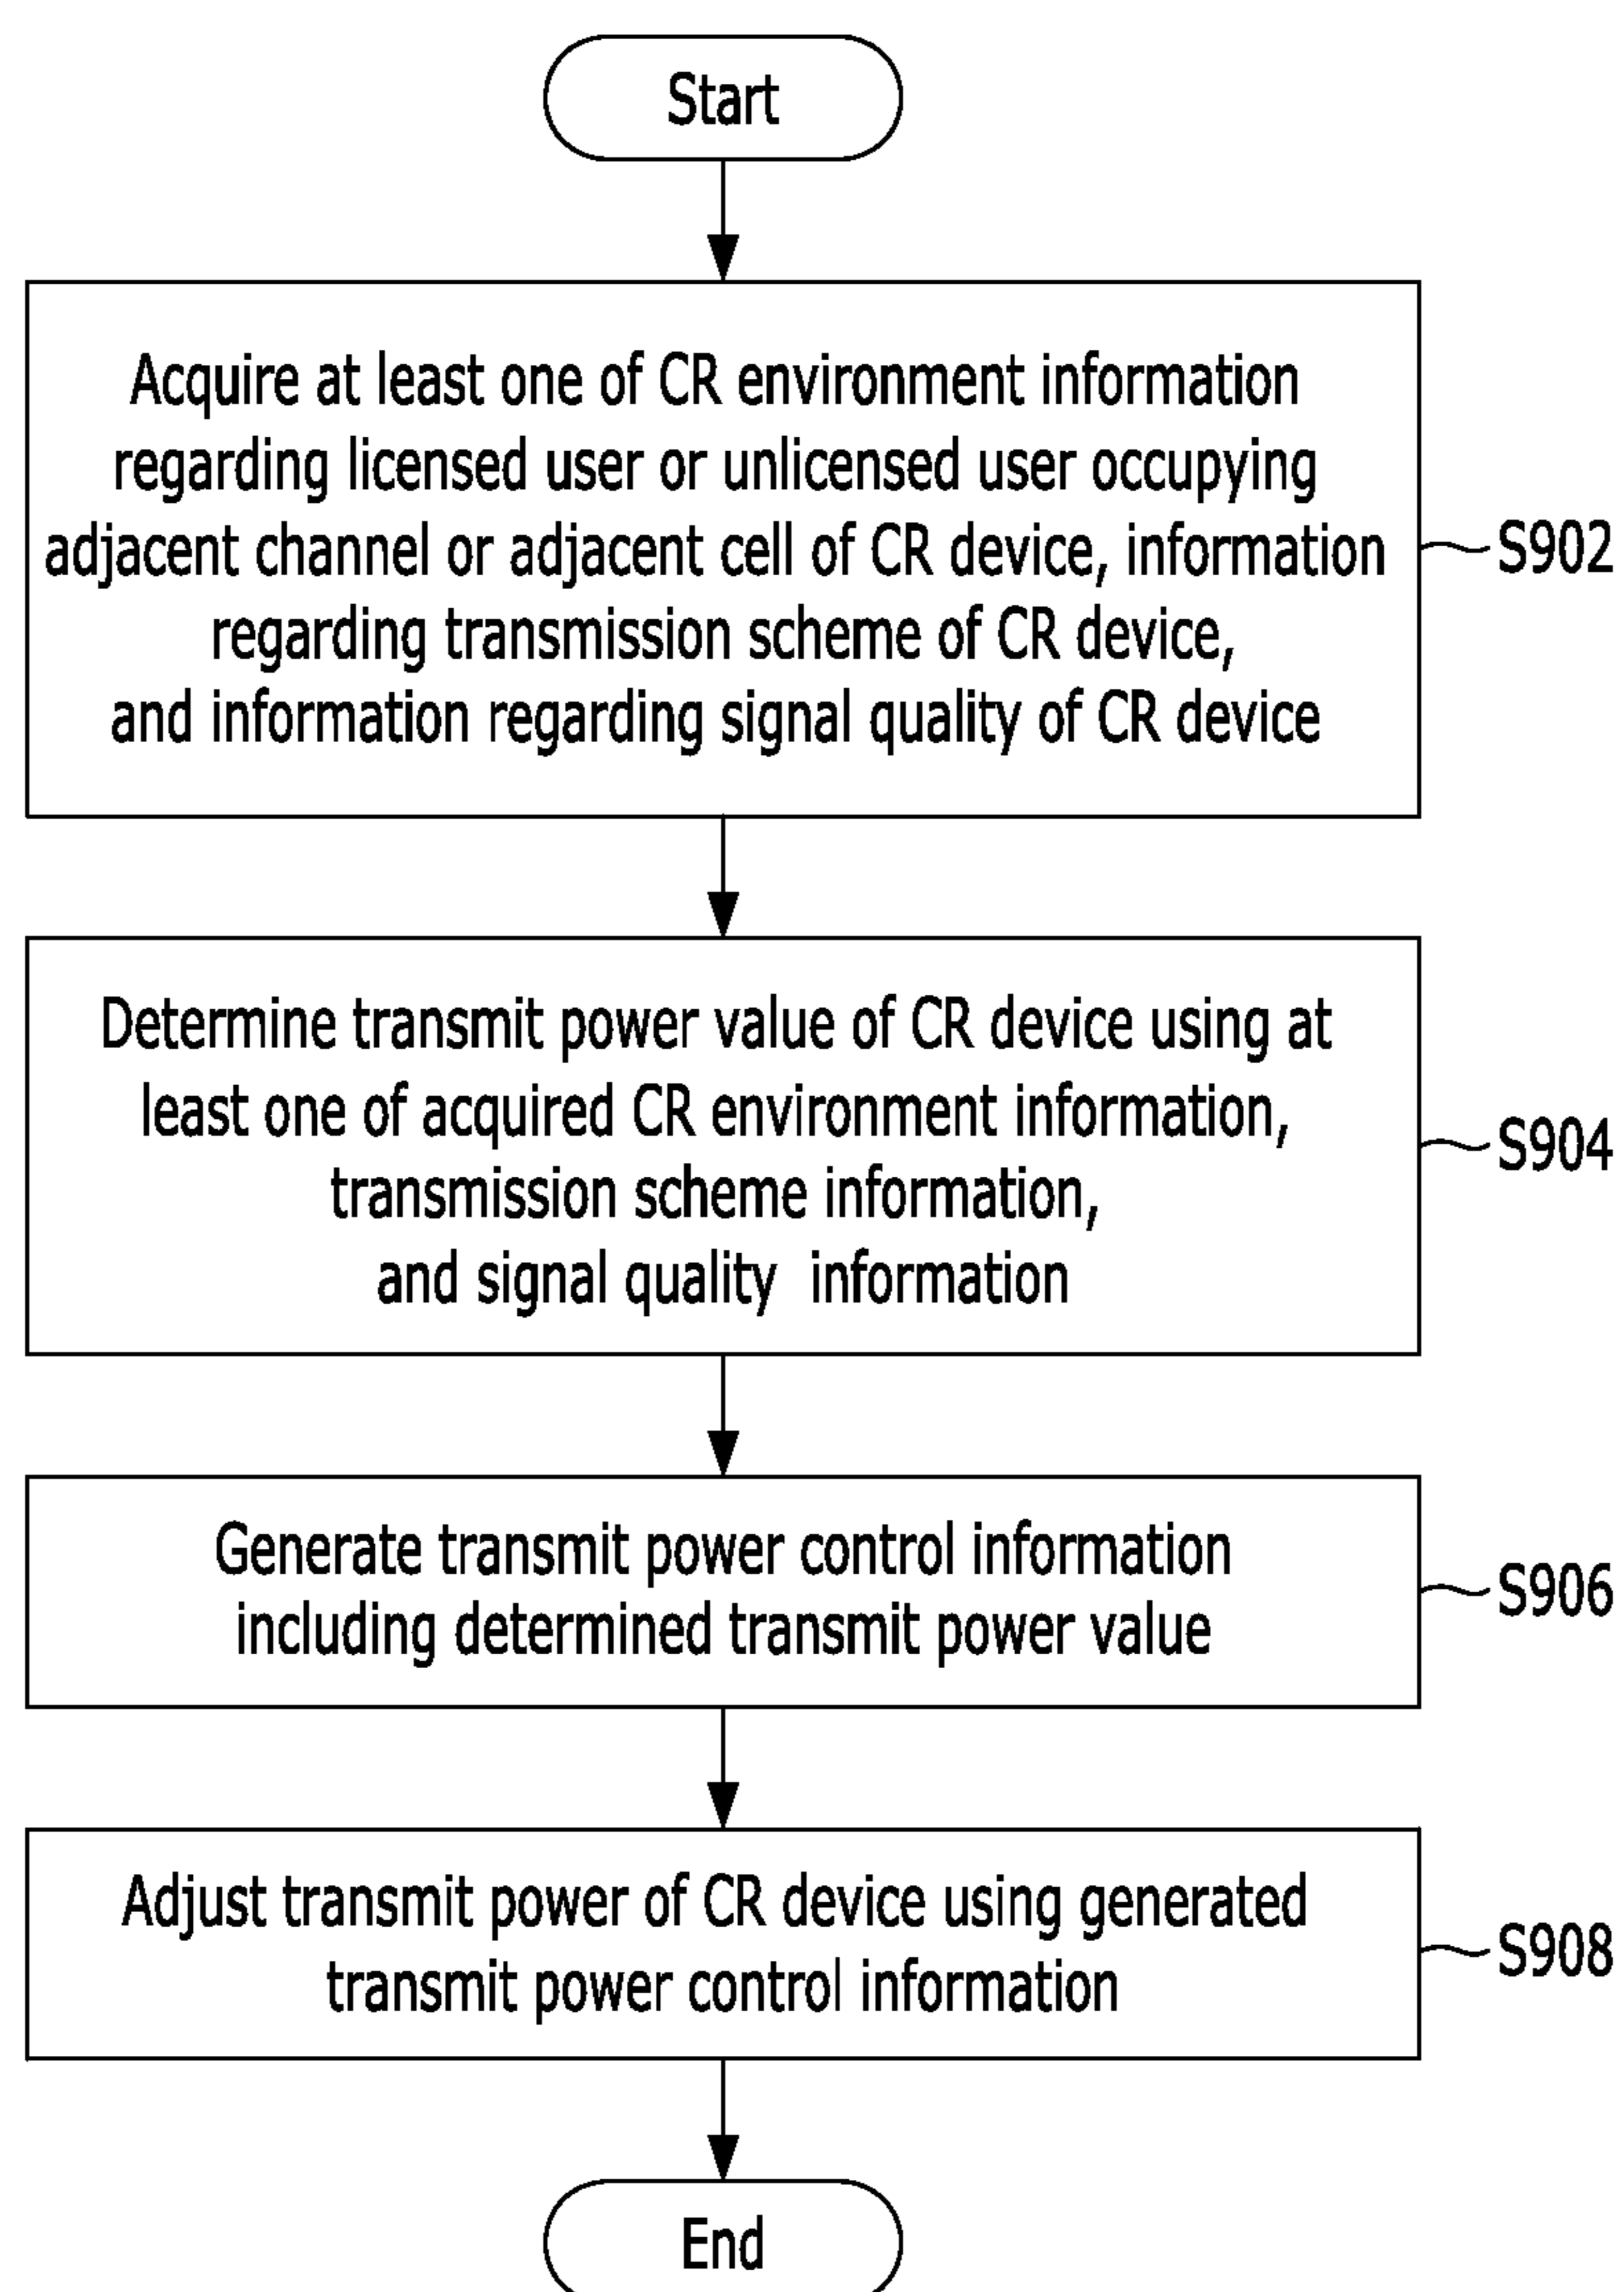 Start
Acquire at least one of CR environment information
regarding licensed user or unlicensed user occupying
adjacent channel or adjacent cell of CR device, information
regarding transmission scheme of CR device,
and information regarding signal quality of CR device
S902
Determine transmit power value of CR device using at
least one of acquired CR environment information,
transmission scheme information,
and signal quality information
S904
Generate transmit power control information
including determined transmit power value
S906
Adjust transmit power of CR device using generated
transmit power control information
S908
End